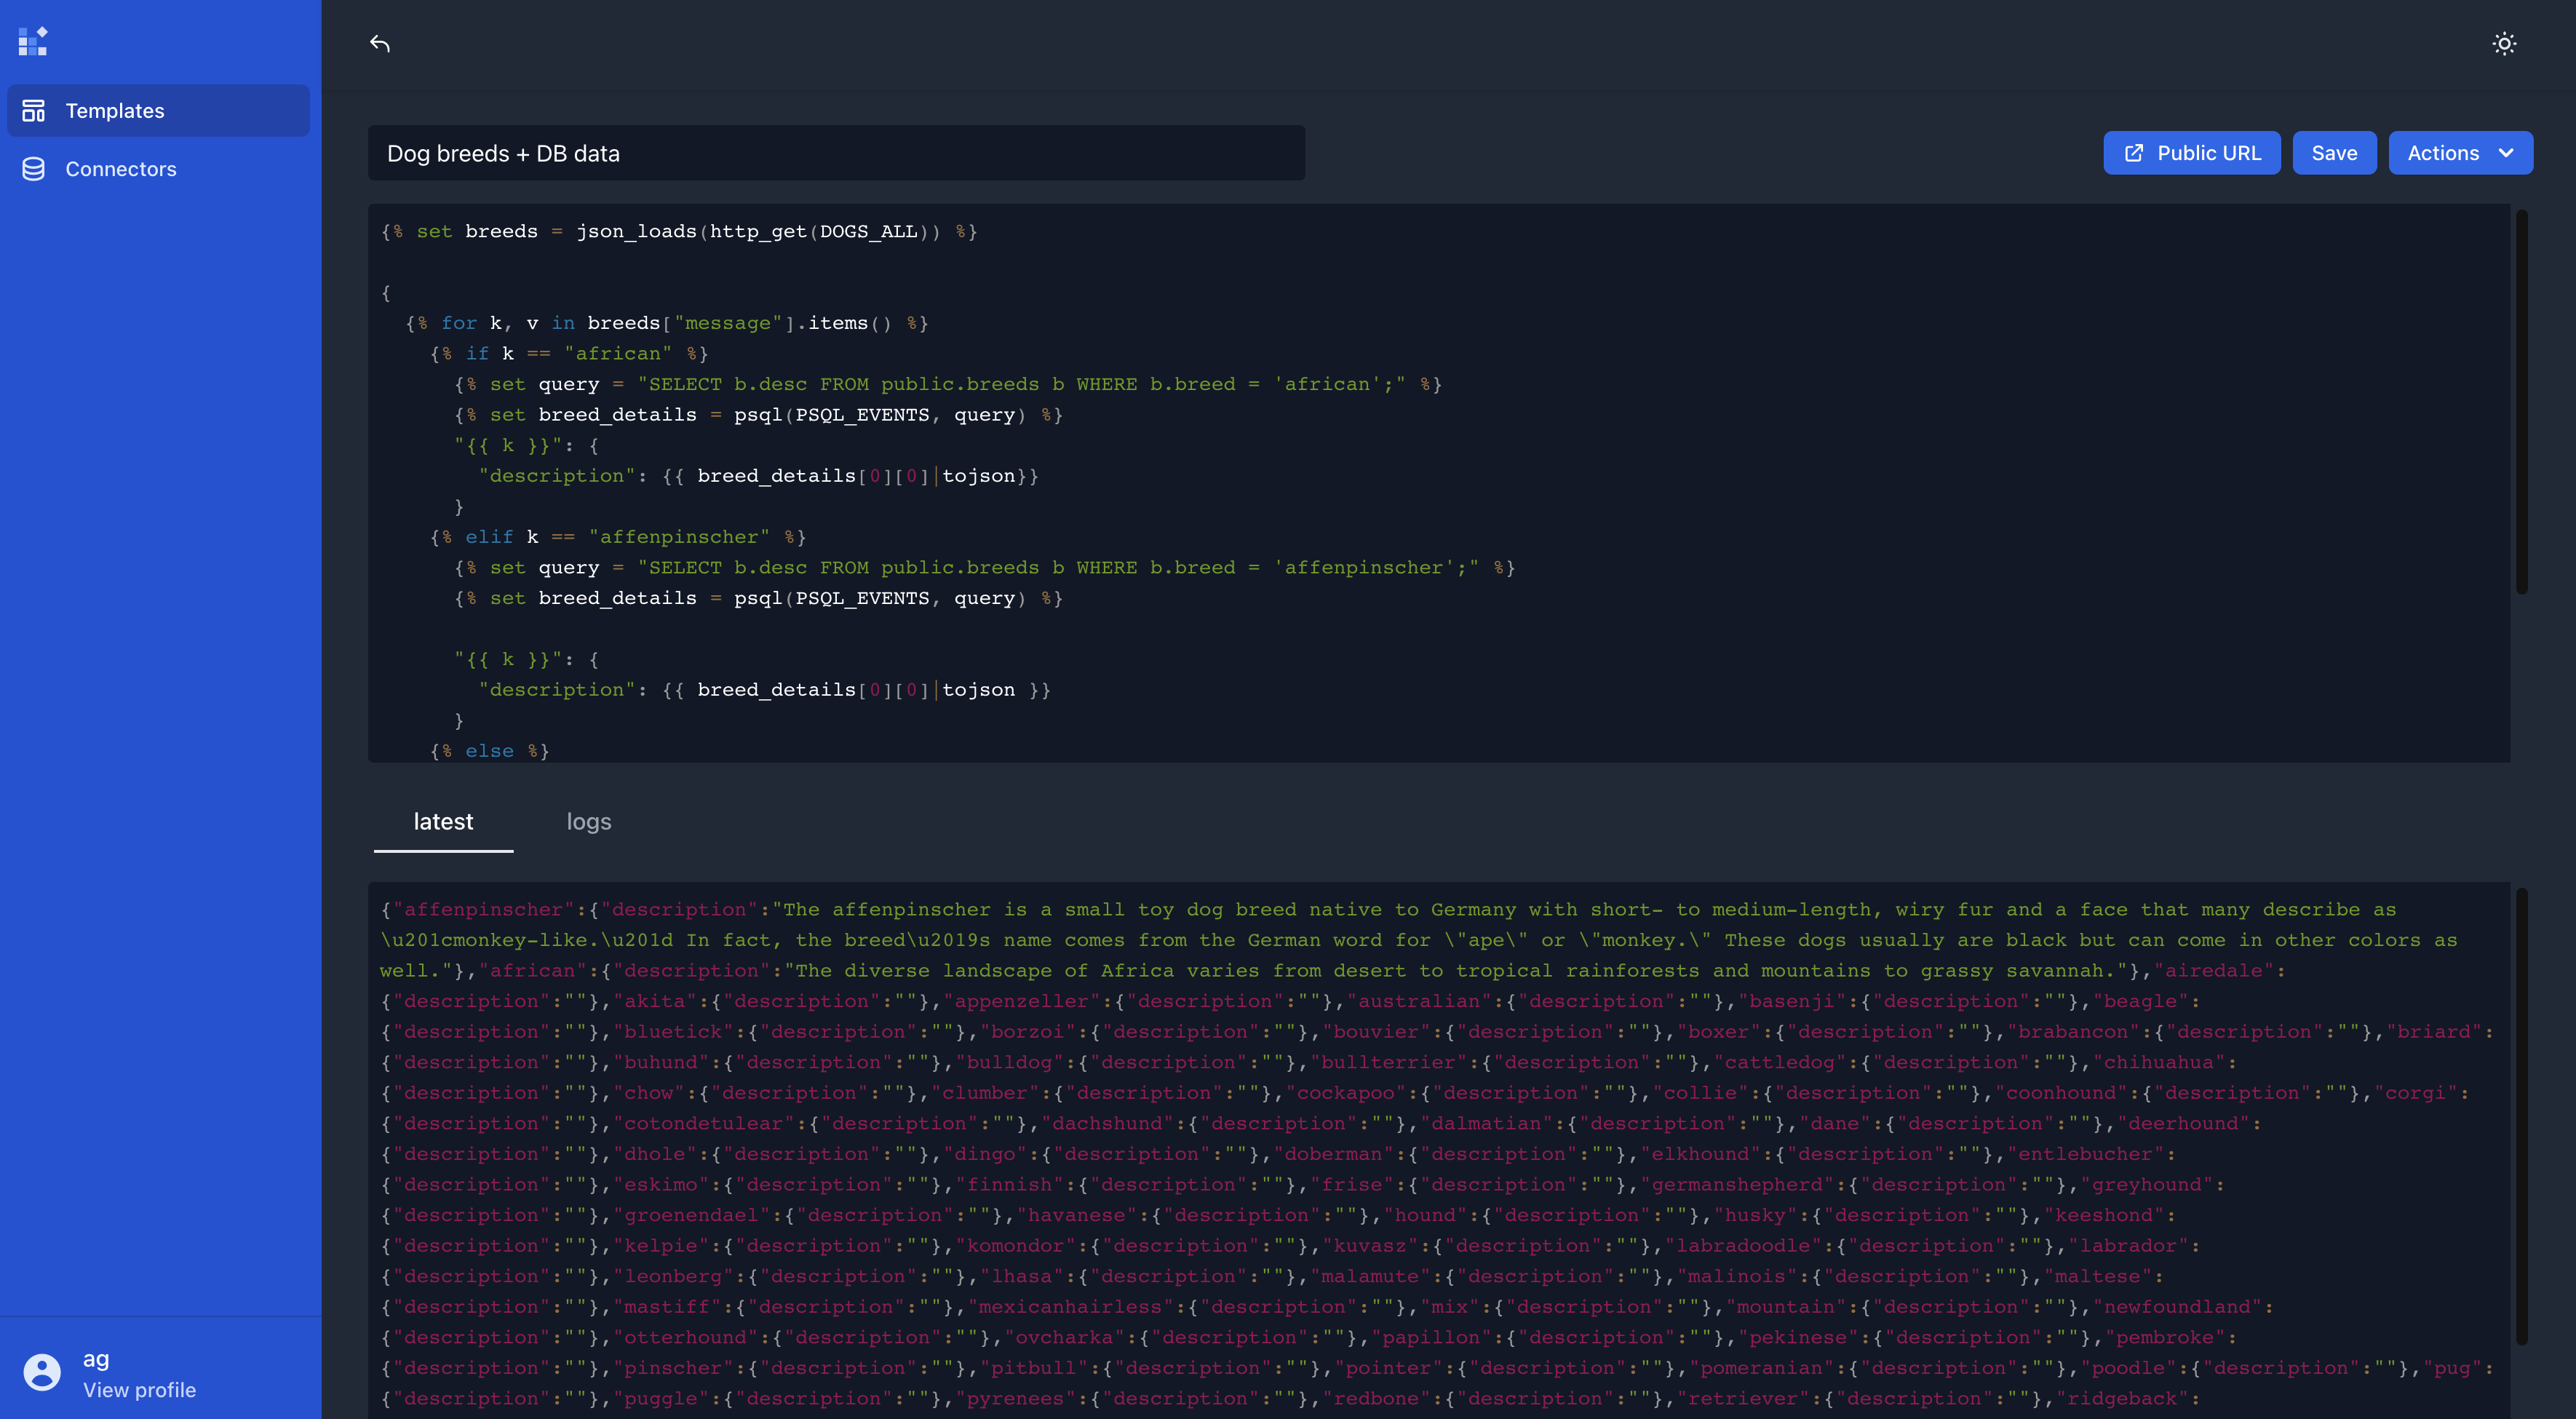 Templates
Connectors
Dog breeds + DB data
Public URL
Save
Actions
{% set breeds = json_loads(http_get(DOGS_ALL)) %}
{
{% for k, v in breeds["message"].items() %}
{% if k == "african" %}
{% set query = "SELECT b.desc FROM public.breeds b WHERE b.breed = 'african';" %}
{% set breed_details = psql(PSQL_EVENTS, query) %}
"{{ k }}": {
"description": {{ breed_details[0][0]|tojson}}
}
{% elif k == "affenpinscher" %}
{% set query = "SELECT b.desc FROM public.breeds b WHERE b.breed = 'affenpinscher';" %}
{% set breed_details = psql(PSQL_EVENTS, query) %}
"{{ k }}": {
"description": {{ breed_details[0][0]|tojson }}
}
{% else %}
latest
logs
{"affenpinscher":{"description":"The affenpinscher is a small toy dog breed native to Germany with short- to medium-length, wiry fur and a face that many describe as
\u201cmonkey-like.\u201d In fact, the breed\u2019s name comes from the German word for \"ape\" or \"monkey.\" These dogs usually are black but can come in other colors as
well."},"african":{"description":"The diverse landscape of Africa varies from desert to tropical rainforests and mountains to grassy savannah."},"airedale":
{"description":""},"akita":{"description":""},"appenzeller":{"description":""},"australian":{"description":""},"basenji":{"description":""},"beagle":
{"description":""},"bluetick":{"description":""},"borzoi":{"description":""},"bouvier":{"description":""},"boxer":{"description":""},"brabancon":{"description":""},"briard":
{"description":""},"buhund":{"description":""},"bulldog":{"description":""},"bullterrier":{"description":""},"cattledog":{"description":""},"chihuahua":
{"description":""},"chow":{"description":""},"clumber":{"description":""},"cockapoo":{"description":""},"collie":{"description":""},"coonhound":{"description":""},"corgi":
{"description":""},"cotondetulear":{"description":""},"dachshund":{"description":""},"dalmatian":{"description":""},"dane":{"description":""},"deerhound":
{"description":""},"dhole":{"description":""},"dingo":{"description":""},"doberman":{"description":""},"elkhound":{"description":""},"entlebucher":
{"description":""},"eskimo":{"description":""},"finnish":{"description":""},"frise":{"description":""},"germanshepherd":{"description":""},"greyhound":
{"description":""},"groenendael":{"description":""},"havanese":{"description":""},"hound":{"description":""},"husky":{"description":""},"keeshond":
{"description":""},"kelpie":{"description":""},"komondor":{"description":""},"kuvasz":{"description":""},"labradoodle":{"description":""},"labrador":
{"description":""},"leonberg":{"description":""},"lhasa":{"description":""},"malamute":{"description":""},"malinois":{"description":""},"maltese":
{"description":""},"mastiff":{"description":""},"mexicanhairless":{"description":""},"mix":{"description":""},"mountain":{"description":""},"newfoundland":
{"description":""},"otterhound":{"description":""},"ovcharka":{"description":""},"papillon":{"description":""},"pekinese":{"description":""},"pembroke":
{"description":""},"pinscher":{"description":""},"pitbull":{"description":""},"pointer":{"description":""},"pomeranian":{"description":""},"poodle":{"description":""},"pug":
{"description":""},"puggle":{"description":""},"pyrenees":{"description":""},"redbone":{"description":""},"retriever":{"description":""},"ridgeback":
ag
View profile